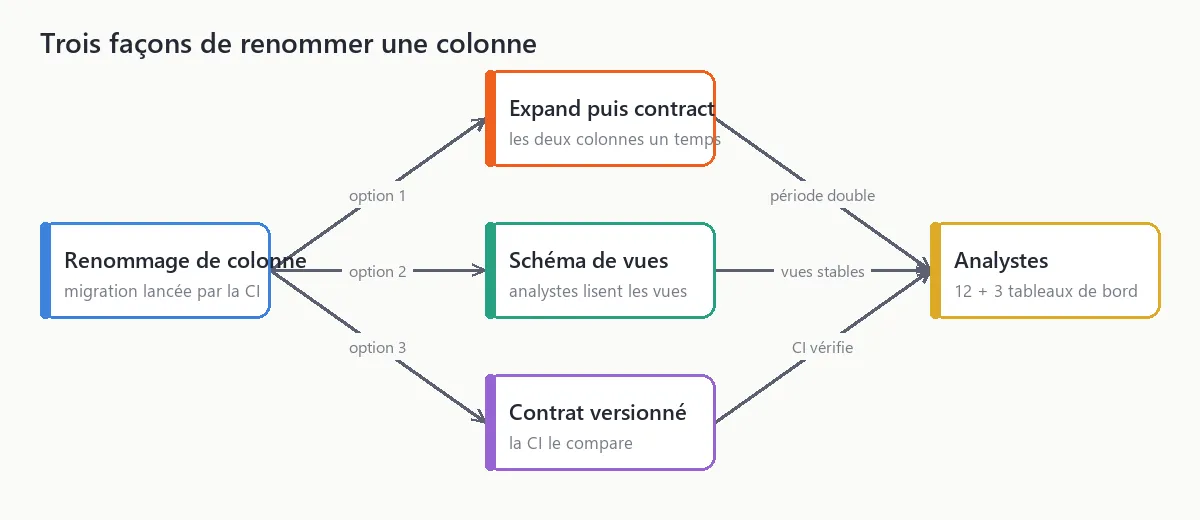 Trois façons de renommer une colonne
Expand puis contract
les deux colonnes un temps
option 1
période double
Renommage de colonne
migration lancée par la CI
option 2
Schéma de vues
analystes lisent les vues
vues stables
Analystes
12 + 3 tableaux de bord
option 3
CI vérifie
Contrat versionné
la CI le compare